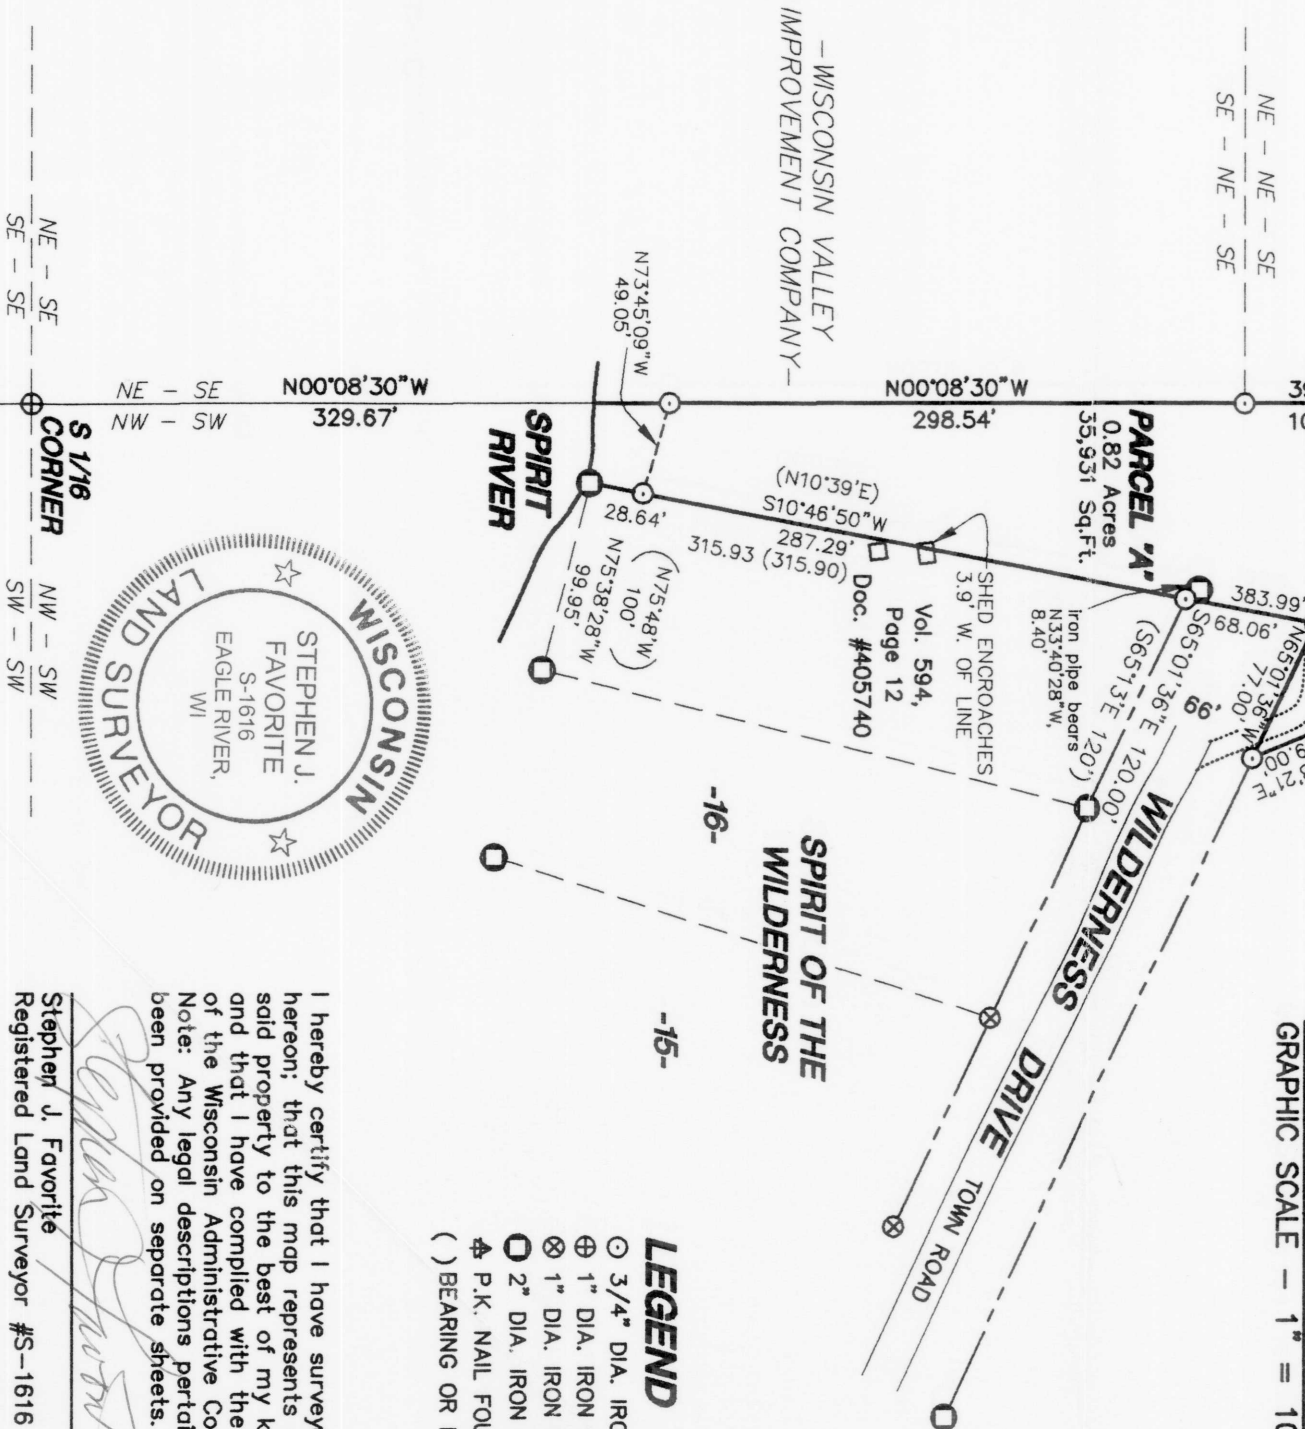 NE - NE - SE
SE - NE - SE
-WISCONSIN VALLEY
IMPROVEMENT COMPANY-
NE - SE
SE - SE
N73°45'09"W
49.05'
NE - SE
NW - SW
N00°08'30"W
329.67'
N00°08'30"W
298.54'
S 1/16
CORNER
NW - SW
SW - SW
SPIRIT
RIVER
PARCEL "A"
0.82 Acres
35,931 Sq.Ft.
(N10°39'E)
S10°46'50"W
287.29'
315.93 (315.90)
28.64'
(N75°48'W)
100'
N75°38'28"W
99.95'
SHED ENCROACHES
3.9' W. OF LINE
Vol. 594,
Page 12
Doc. #405740
iron pipe bears
N33°40'28"W,
8.40'
383.99'
68.06'
N65°01'36"W
77.00'
S65°01'36"E 120.00'
(S65°13'E 120')
66'
WILDERNESS DRIVE
TOWN ROAD
-16-
-15-
SPIRIT OF THE
WILDERNESS
WISCONSIN
LAND SURVEYOR
STEPHEN J.
FAVORITE
S-1616
EAGLE RIVER,
WI
GRAPHIC SCALE - 1" =
LEGEND
3/4" DIA.
1" DIA. IRON
1" DIA. IRON
2" DIA. IRON
P.K. NAIL
( ) BEARING OR
I hereby certify that I have
hereon; that this map represents
said property to the best of my
and that I have complied with the
of the Wisconsin Administrative
Note: Any legal descriptions
been provided on separate sheets.
Stephen J. Favorite
Registered Land Surveyor #S-1616